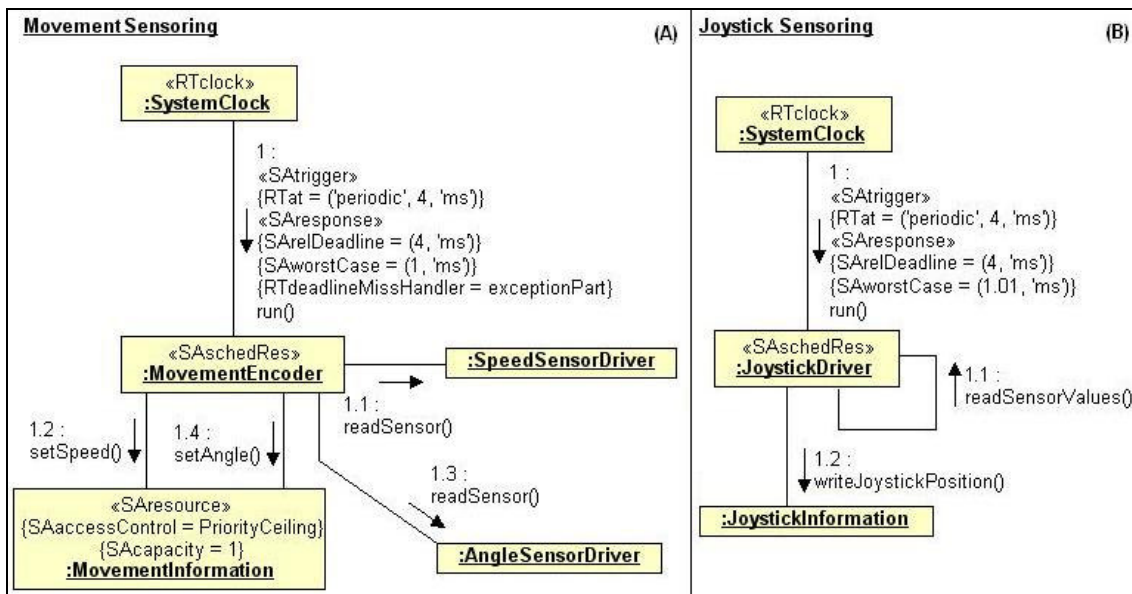 Movement Sensoring
(A)
«RTclock»
:SystemClock
1 :
«SAtrigger»
{RTat = ('periodic', 4, 'ms')}
«SAresponse»
{SArelDeadline = (4, 'ms')}
{SAworstCase = (1, 'ms')}
{RTdeadlineMissHandler = exceptionPart}
run()
«SAschedRes»
:MovementEncoder
:SpeedSensorDriver
1.1 :
readSensor()
1.2 :
setSpeed()
1.4 :
setAngle()
1.3 :
readSensor()
«SAresource»
{SAaccessControl = PriorityCeiling}
{SAcapacity = 1}
:MovementInformation
:AngleSensorDriver
Joystick Sensoring
(B)
«RTclock»
:SystemClock
1 :
«SAtrigger»
{RTat = ('periodic', 4, 'ms')}
«SAresponse»
{SArelDeadline = (4, 'ms')}
{SAworstCase = (1.01, 'ms')}
run()
«SAschedRes»
:JoystickDriver
1.1 :
readSensorValues()
1.2 :
writeJoystickPosition()
:JoystickInformation